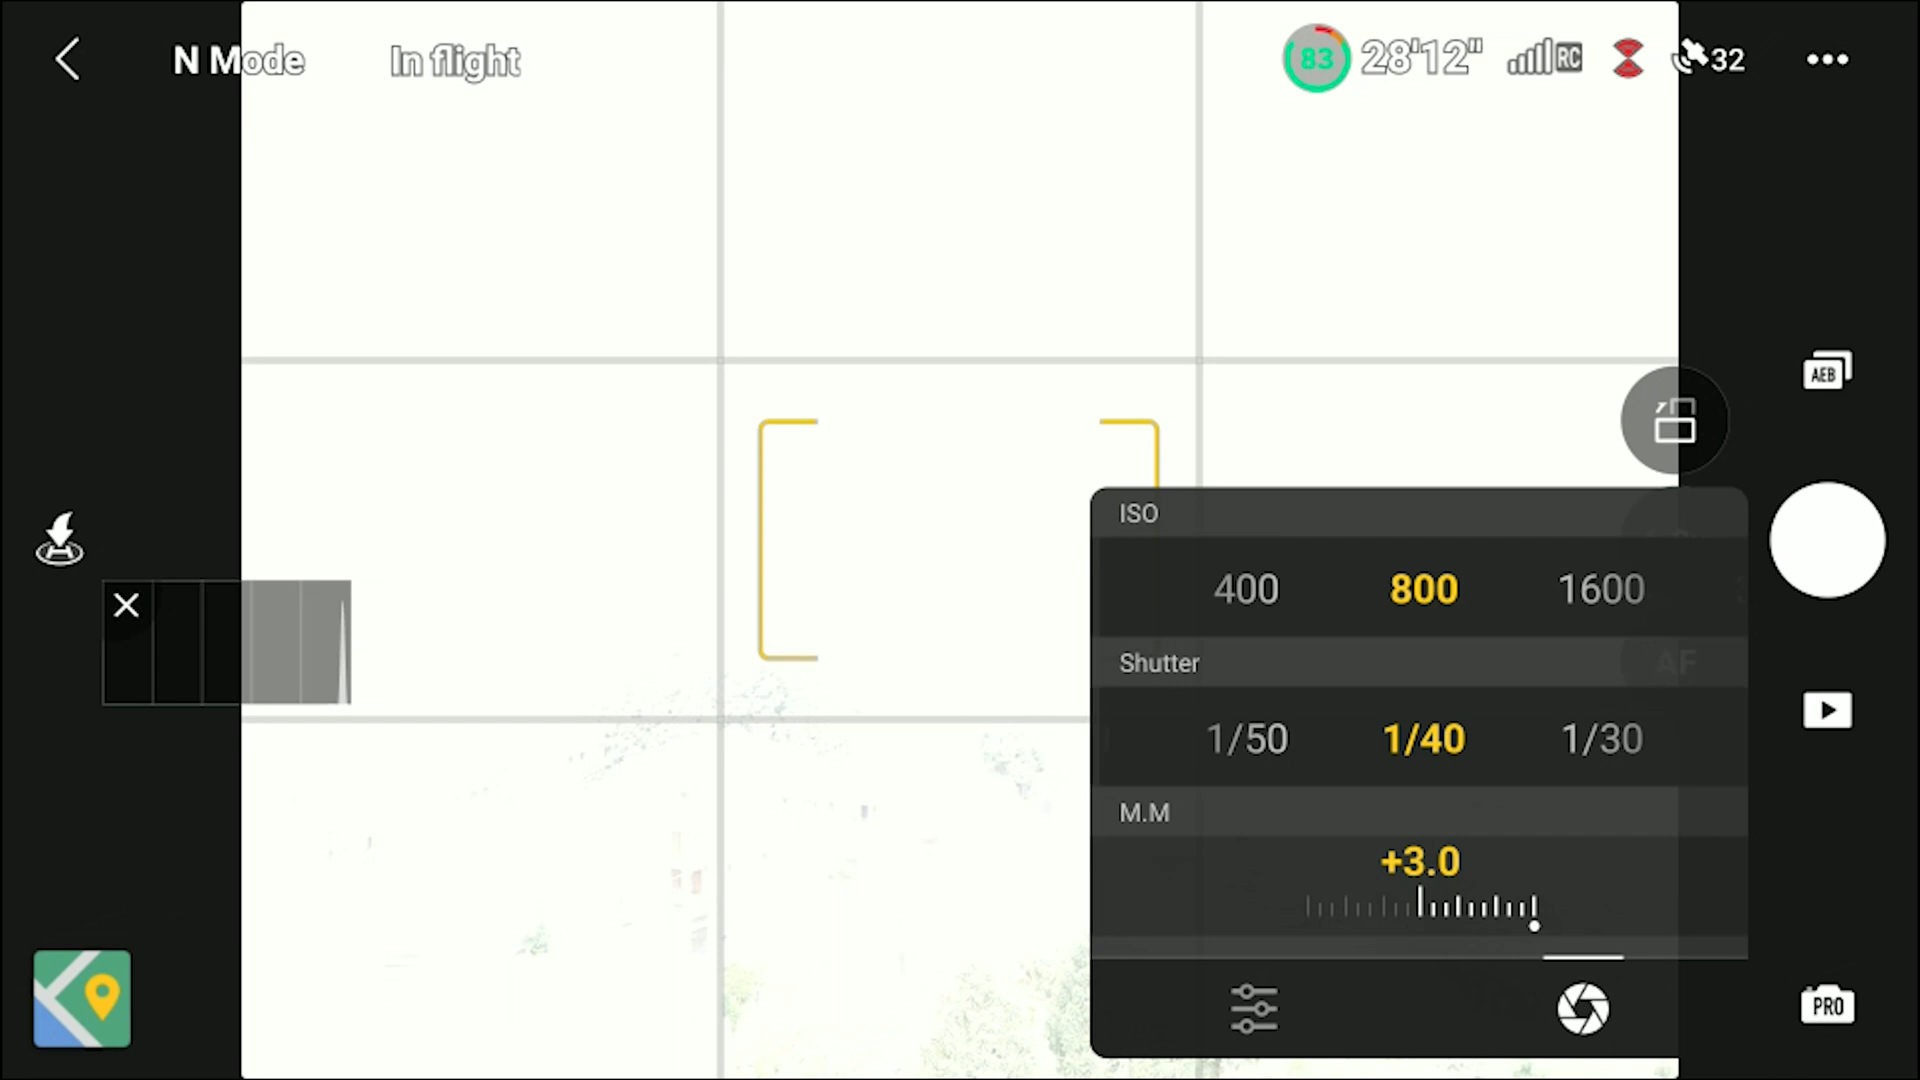 N Mode
In flight
83
28'12"
RC
32
AEB
ISO
400 800 1600
Shutter
AF
1/50 1/40 1/30
M.M
+3.0
PRO